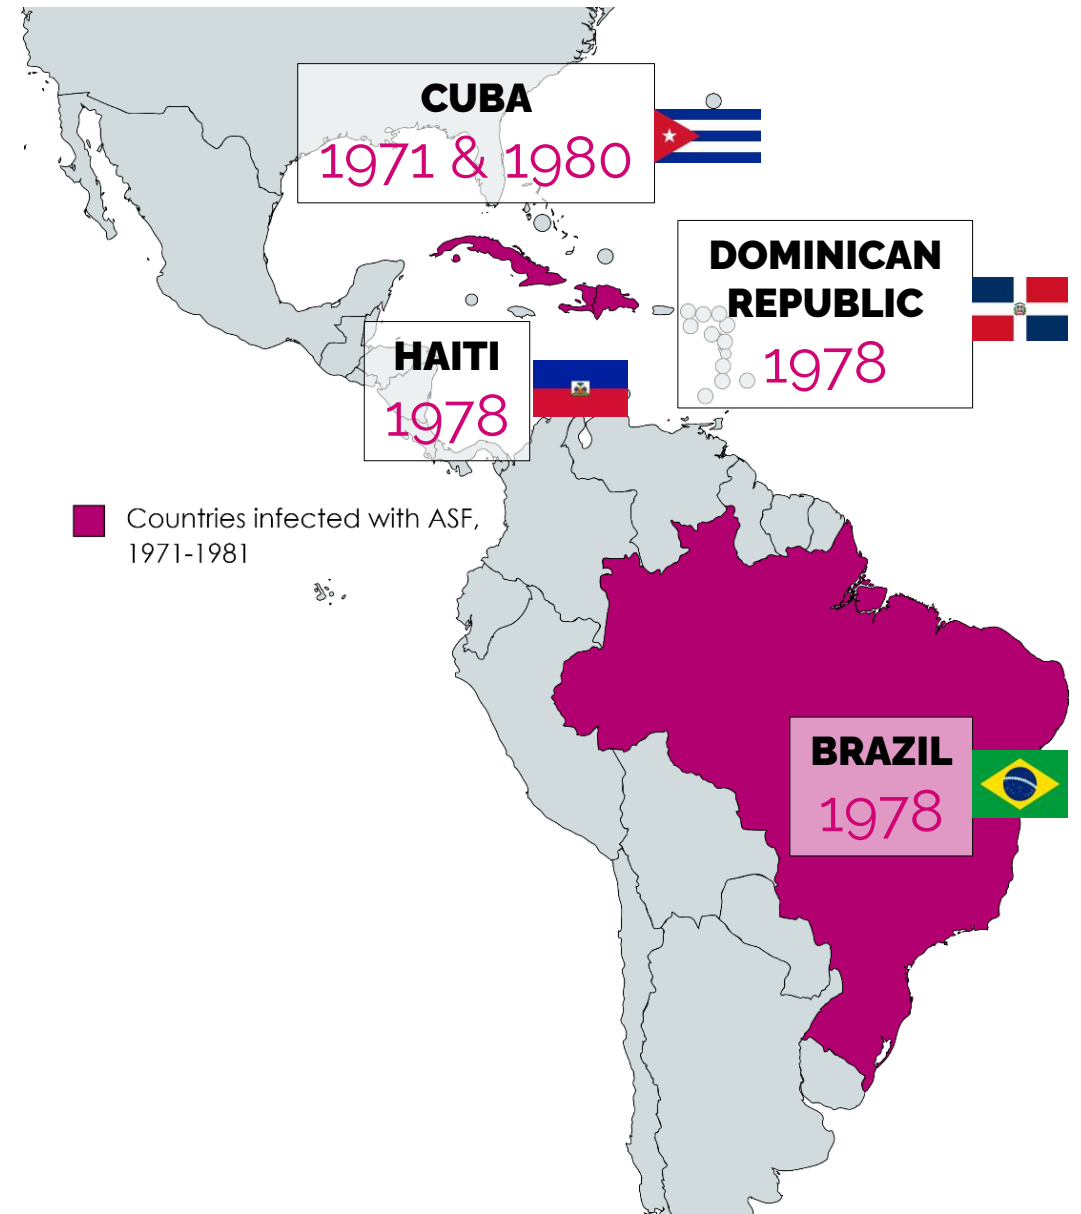 CUBA
1971 & 1980
DOMINICAN
REPUBLIC
1978
HAITI
1978
Countries infected with ASF,
1971-1981
BRAZIL
1978